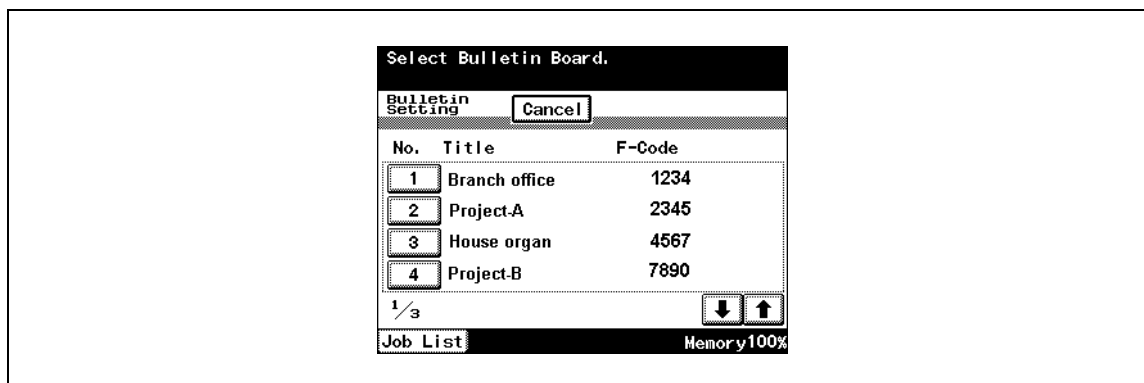 Select Bulletin Board.
Bulletin
Setting
Cancel
No. Title F-Code
1 Branch office 1234
2 Project-A 2345
3 House organ 4567
4 Project-B 7890
1/3
Job List Memory100%